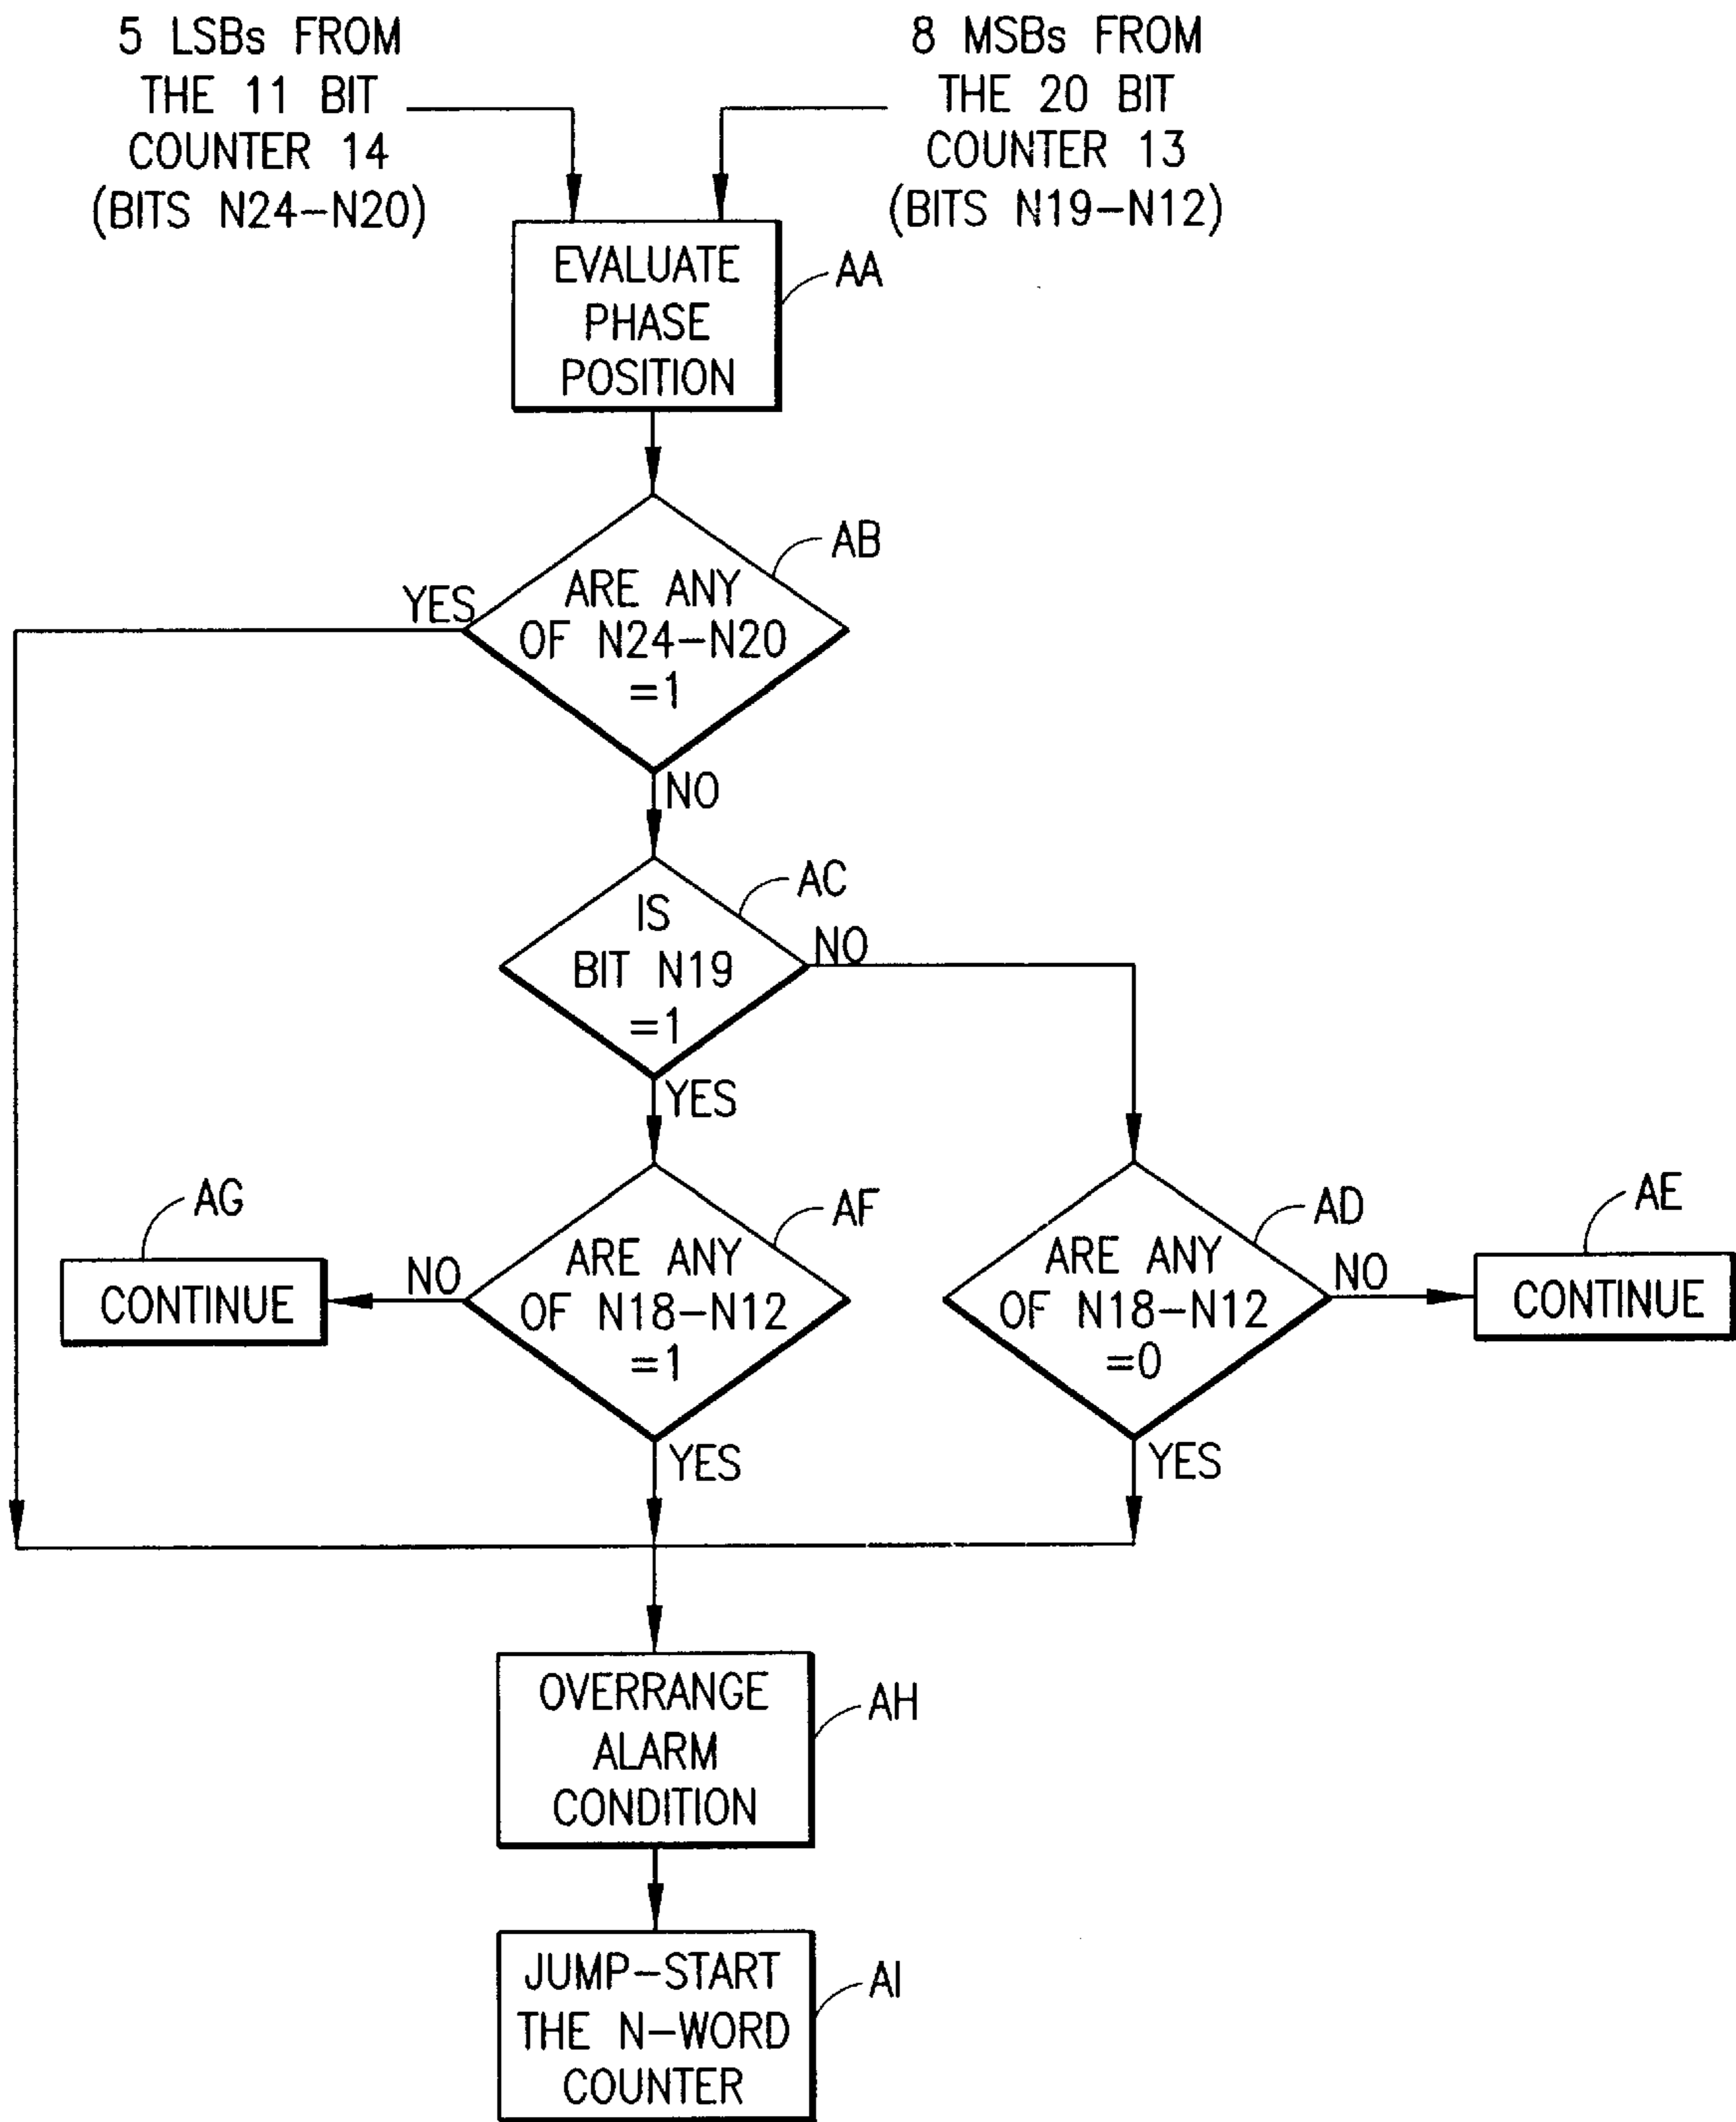 5 LSBs FROM
THE 11 BIT
COUNTER 14
(BITS N24-N20)
8 MSBs FROM
THE 20 BIT
COUNTER 13
(BITS N19-N12)
EVALUATE
PHASE
POSITION
AA
AB
ARE ANY
OF N24-N20
=1
YES
NO
AC
IS
BIT N19
=1
NO
YES
AG
CONTINUE
NO
AF
ARE ANY
OF N18-N12
=1
YES
AD
ARE ANY
OF N18-N12
=0
NO
YES
AE
CONTINUE
OVERRANGE
ALARM
CONDITION
AH
JUMP-START
THE N-WORD
COUNTER
AI